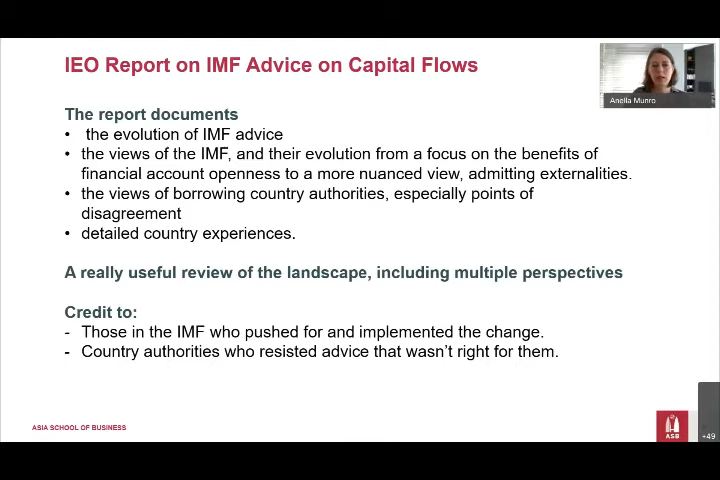 IEO Report on IMF Advice on Capital Flows
Anella Munro
The report documents
• the evolution of IMF advice
• the views of the IMF, and their evolution from a focus on the benefits of
financial account openness to a more nuanced view, admitting externalities.
• the views of borrowing country authorities, especially points of
disagreement
• detailed country experiences.
A really useful review of the landscape, including multiple perspectives
Credit to:
- Those in the IMF who pushed for and implemented the change.
- Country authorities who resisted advice that wasn't right for them.
ASIA SCHOOL OF BUSINESS
ASB
+49